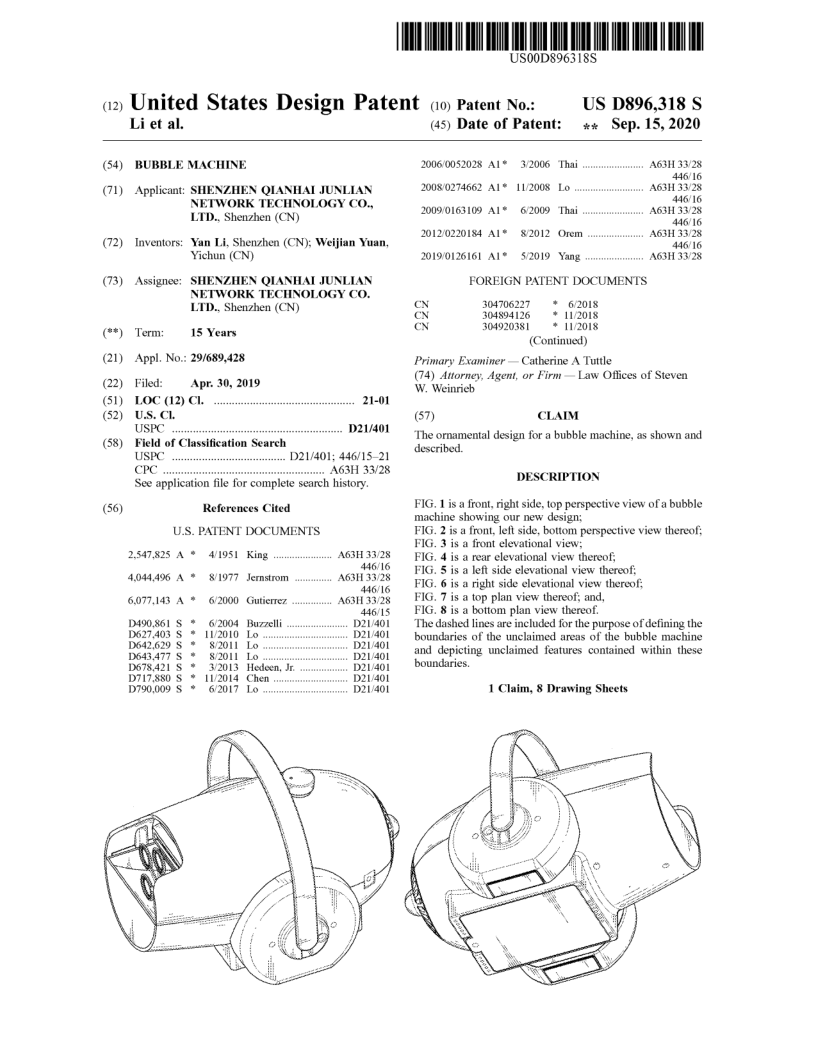 US00D896318S
(12) United States Design Patent
Li et al.
(10) Patent No.: US D896,318 S
(45) Date of Patent: ** Sep. 15, 2020
(54) BUBBLE MACHINE
(71) Applicant: SHENZHEN QIANHAI JUNLIAN
NETWORK TECHNOLOGY CO.,
LTD., Shenzhen (CN)
(72) Inventors: Yan Li, Shenzhen (CN); Weijian Yuan,
Yichun (CN)
(73) Assignee: SHENZHEN QIANHAI JUNLIAN
NETWORK TECHNOLOGY CO.
LTD., Shenzhen (CN)
(**) Term: 15 Years
(21) Appl. No.: 29/689,428
(22) Filed: Apr. 30, 2019
(51) LOC (12) Cl. ................................................ 21-01
(52) U.S. Cl.
USPC .......................................................... D21/401
(58) Field of Classification Search
USPC ...................................... D21/401; 446/15–21
CPC ...................................................... A63H 33/28
See application file for complete search history.
(56) References Cited
U.S. PATENT DOCUMENTS
2,547,825 A * 4/1951 King ...................... A63H 33/28
446/16
4,044,496 A * 8/1977 Jernstrom .............. A63H 33/28
446/16
6,077,143 A * 6/2000 Gutierrez ............... A63H 33/28
446/15
D490,861 S * 6/2004 Buzzelli ....................... D21/401
D627,403 S * 11/2010 Lo ................................ D21/401
D642,629 S * 8/2011 Lo ................................ D21/401
D643,477 S * 8/2011 Lo ................................ D21/401
D678,421 S * 3/2013 Hedeen, Jr. .................. D21/401
D717,880 S * 11/2014 Chen ............................ D21/401
D790,009 S * 6/2017 Lo ................................ D21/401
2006/0052028 A1* 3/2006 Thai ....................... A63H 33/28
446/16
2008/0274662 A1* 11/2008 Lo .......................... A63H 33/28
446/16
2009/0163109 A1* 6/2009 Thai ....................... A63H 33/28
446/16
2012/0220184 A1* 8/2012 Orem ..................... A63H 33/28
446/16
2019/0126161 A1* 5/2019 Yang ...................... A63H 33/28
FOREIGN PATENT DOCUMENTS
CN 304706227 * 6/2018
CN 304894126 * 11/2018
CN 304920381 * 11/2018
(Continued)
Primary Examiner — Catherine A Tuttle
(74) Attorney, Agent, or Firm — Law Offices of Steven
W. Weinrieb
(57) CLAIM
The ornamental design for a bubble machine, as shown and
described.
DESCRIPTION
FIG. 1 is a front, right side, top perspective view of a bubble
machine showing our new design;
FIG. 2 is a front, left side, bottom perspective view thereof;
FIG. 3 is a front elevational view;
FIG. 4 is a rear elevational view thereof;
FIG. 5 is a left side elevational view thereof;
FIG. 6 is a right side elevational view thereof;
FIG. 7 is a top plan view thereof; and,
FIG. 8 is a bottom plan view thereof.
The dashed lines are included for the purpose of defining the
boundaries of the unclaimed areas of the bubble machine
and depicting unclaimed features contained within these
boundaries.
1 Claim, 8 Drawing Sheets